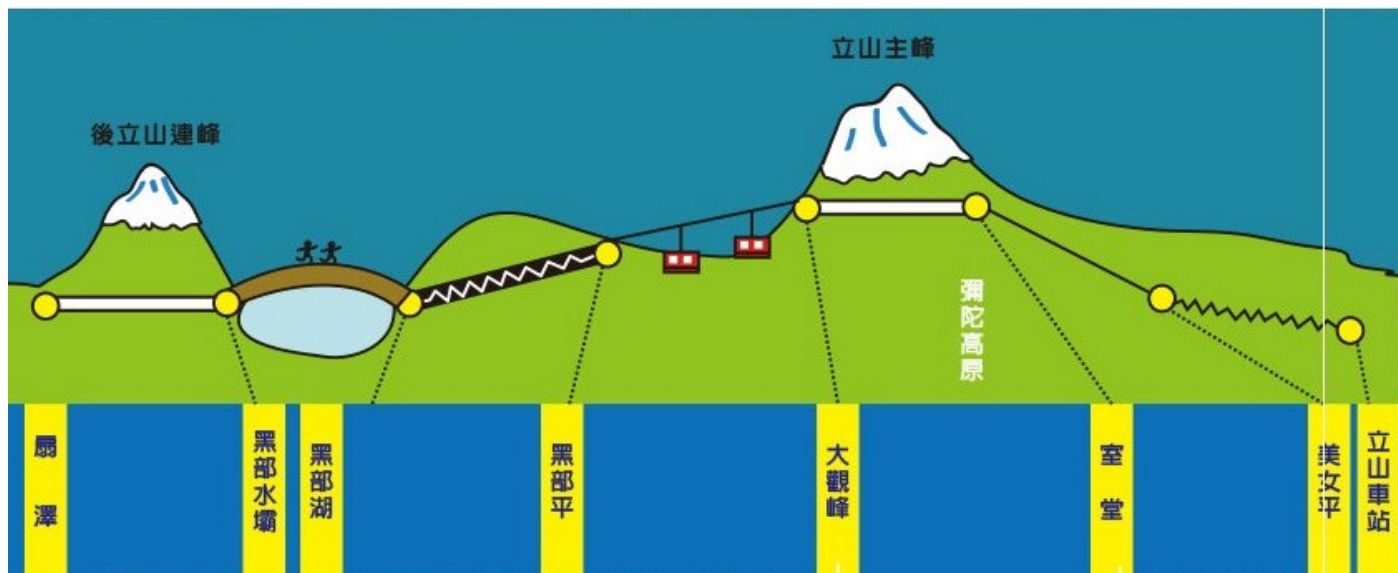 立山主峰
後立山連峰
彌陀高原
扇澤
黑部水壩
黑部湖
黑部平
大觀峰
室堂
美女平
立山車站